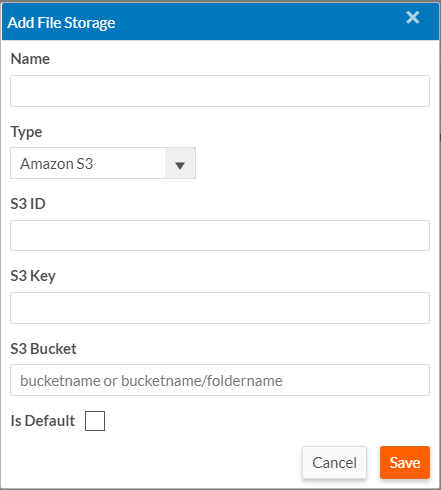 Add File Storage
Name
Type
Amazon S3
S3 ID
S3 Key
S3 Bucket
bucketname or bucketname/foldername
Is Default
Cancel Save